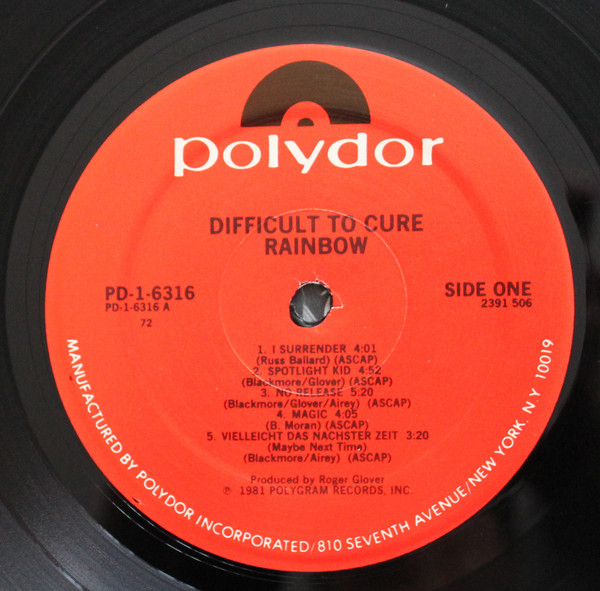 polydor
DIFFICULT TO CURE
RAINBOW
PD-1-6316
PD-1-6316 A
72
SIDE ONE
2391 506
1. I SURRENDER 4:01
(Russ Ballard) (ASCAP)
2. SPOTLIGHT KID 4:52
(Blackmore/Glover) (ASCAP)
3. NO RELEASE 5:20
(Blackmore/Glover/Airey) (ASCAP)
4. MAGIC 4:05
(B. Moran) (ASCAP)
5. VIELLEICHT DAS NACHSTER ZEIT 3:20
(Maybe Next Time)
(Blackmore/Airey) (ASCAP)
Produced by Roger Glover
℗ 1981 POLYGRAM RECORDS, INC.
MANUFACTURED BY POLYDOR INCORPORATED/810 SEVENTH AVENUE/NEW YORK. N.Y 10019